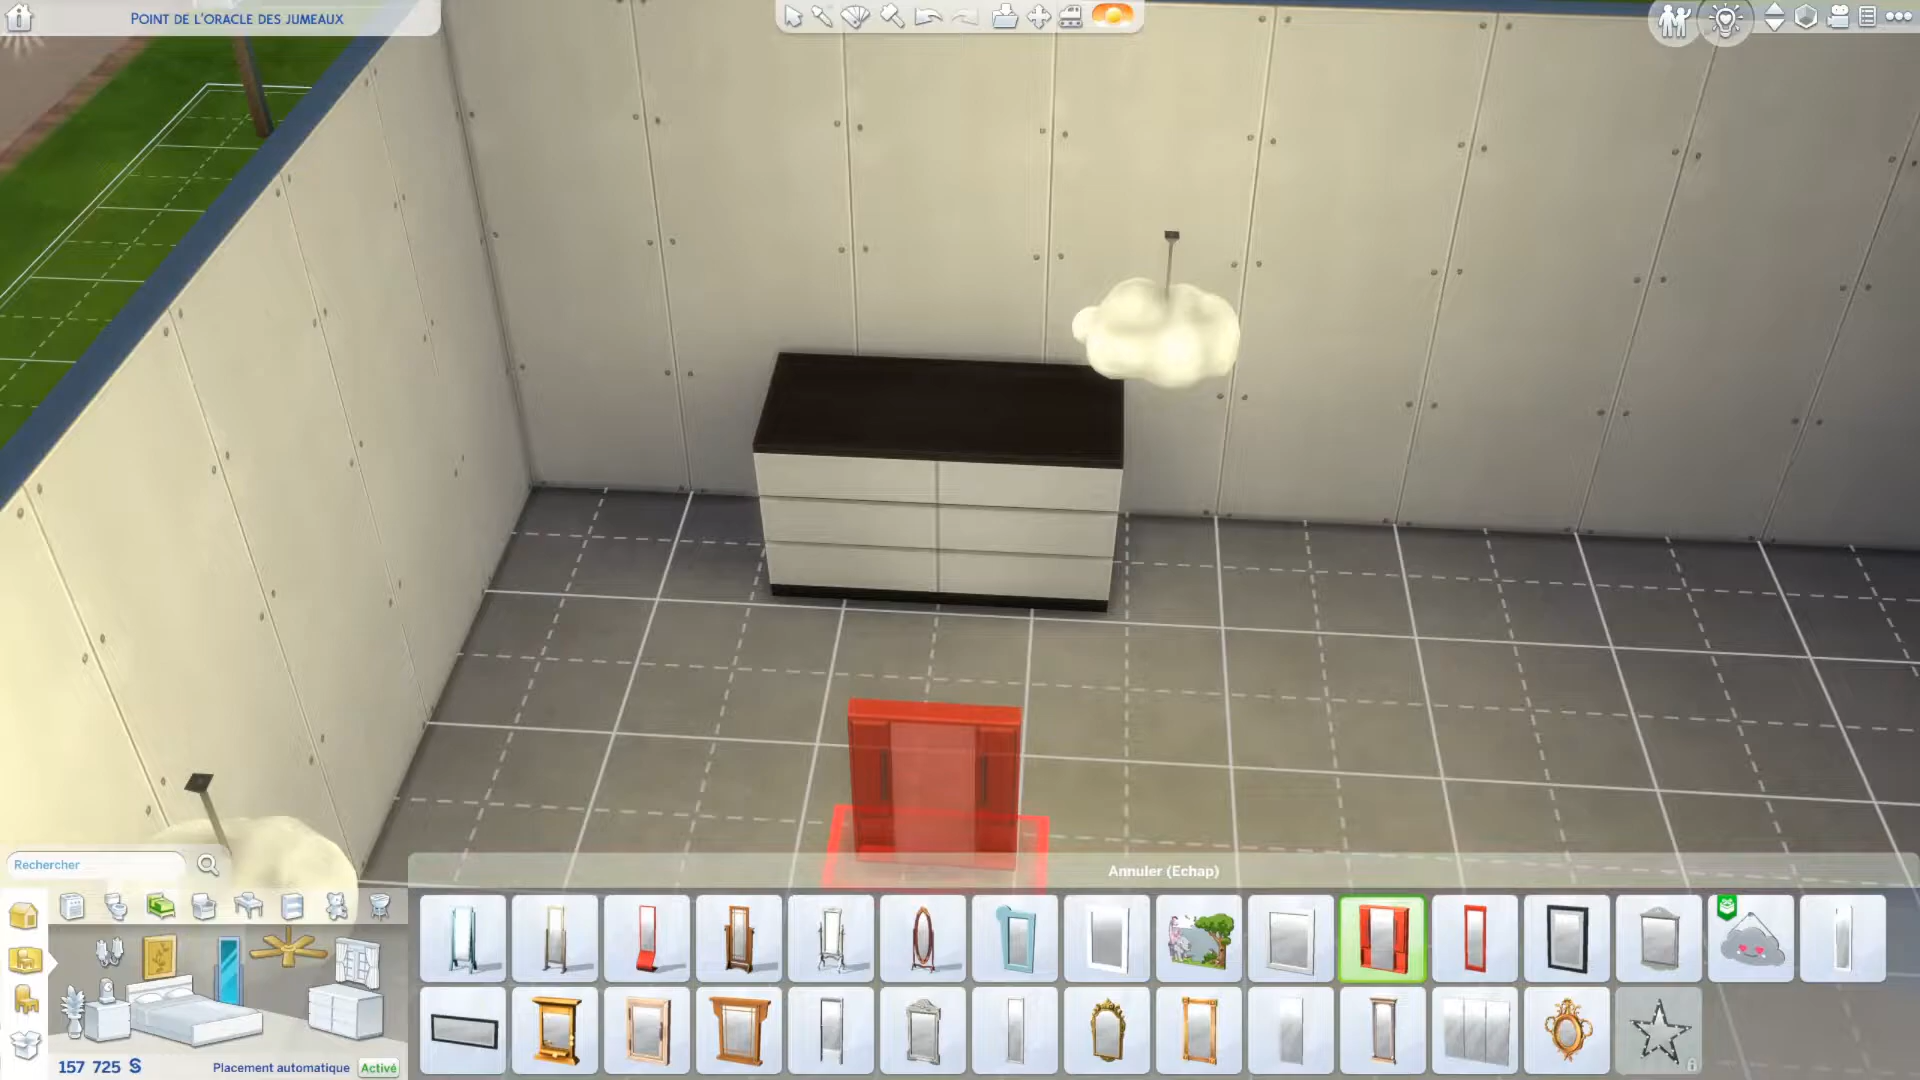 POINT DE L'ORACLE DES JUMEAUX
Rechercher
Annuler (Echap)
157 725 S
Placement automatique
Activé